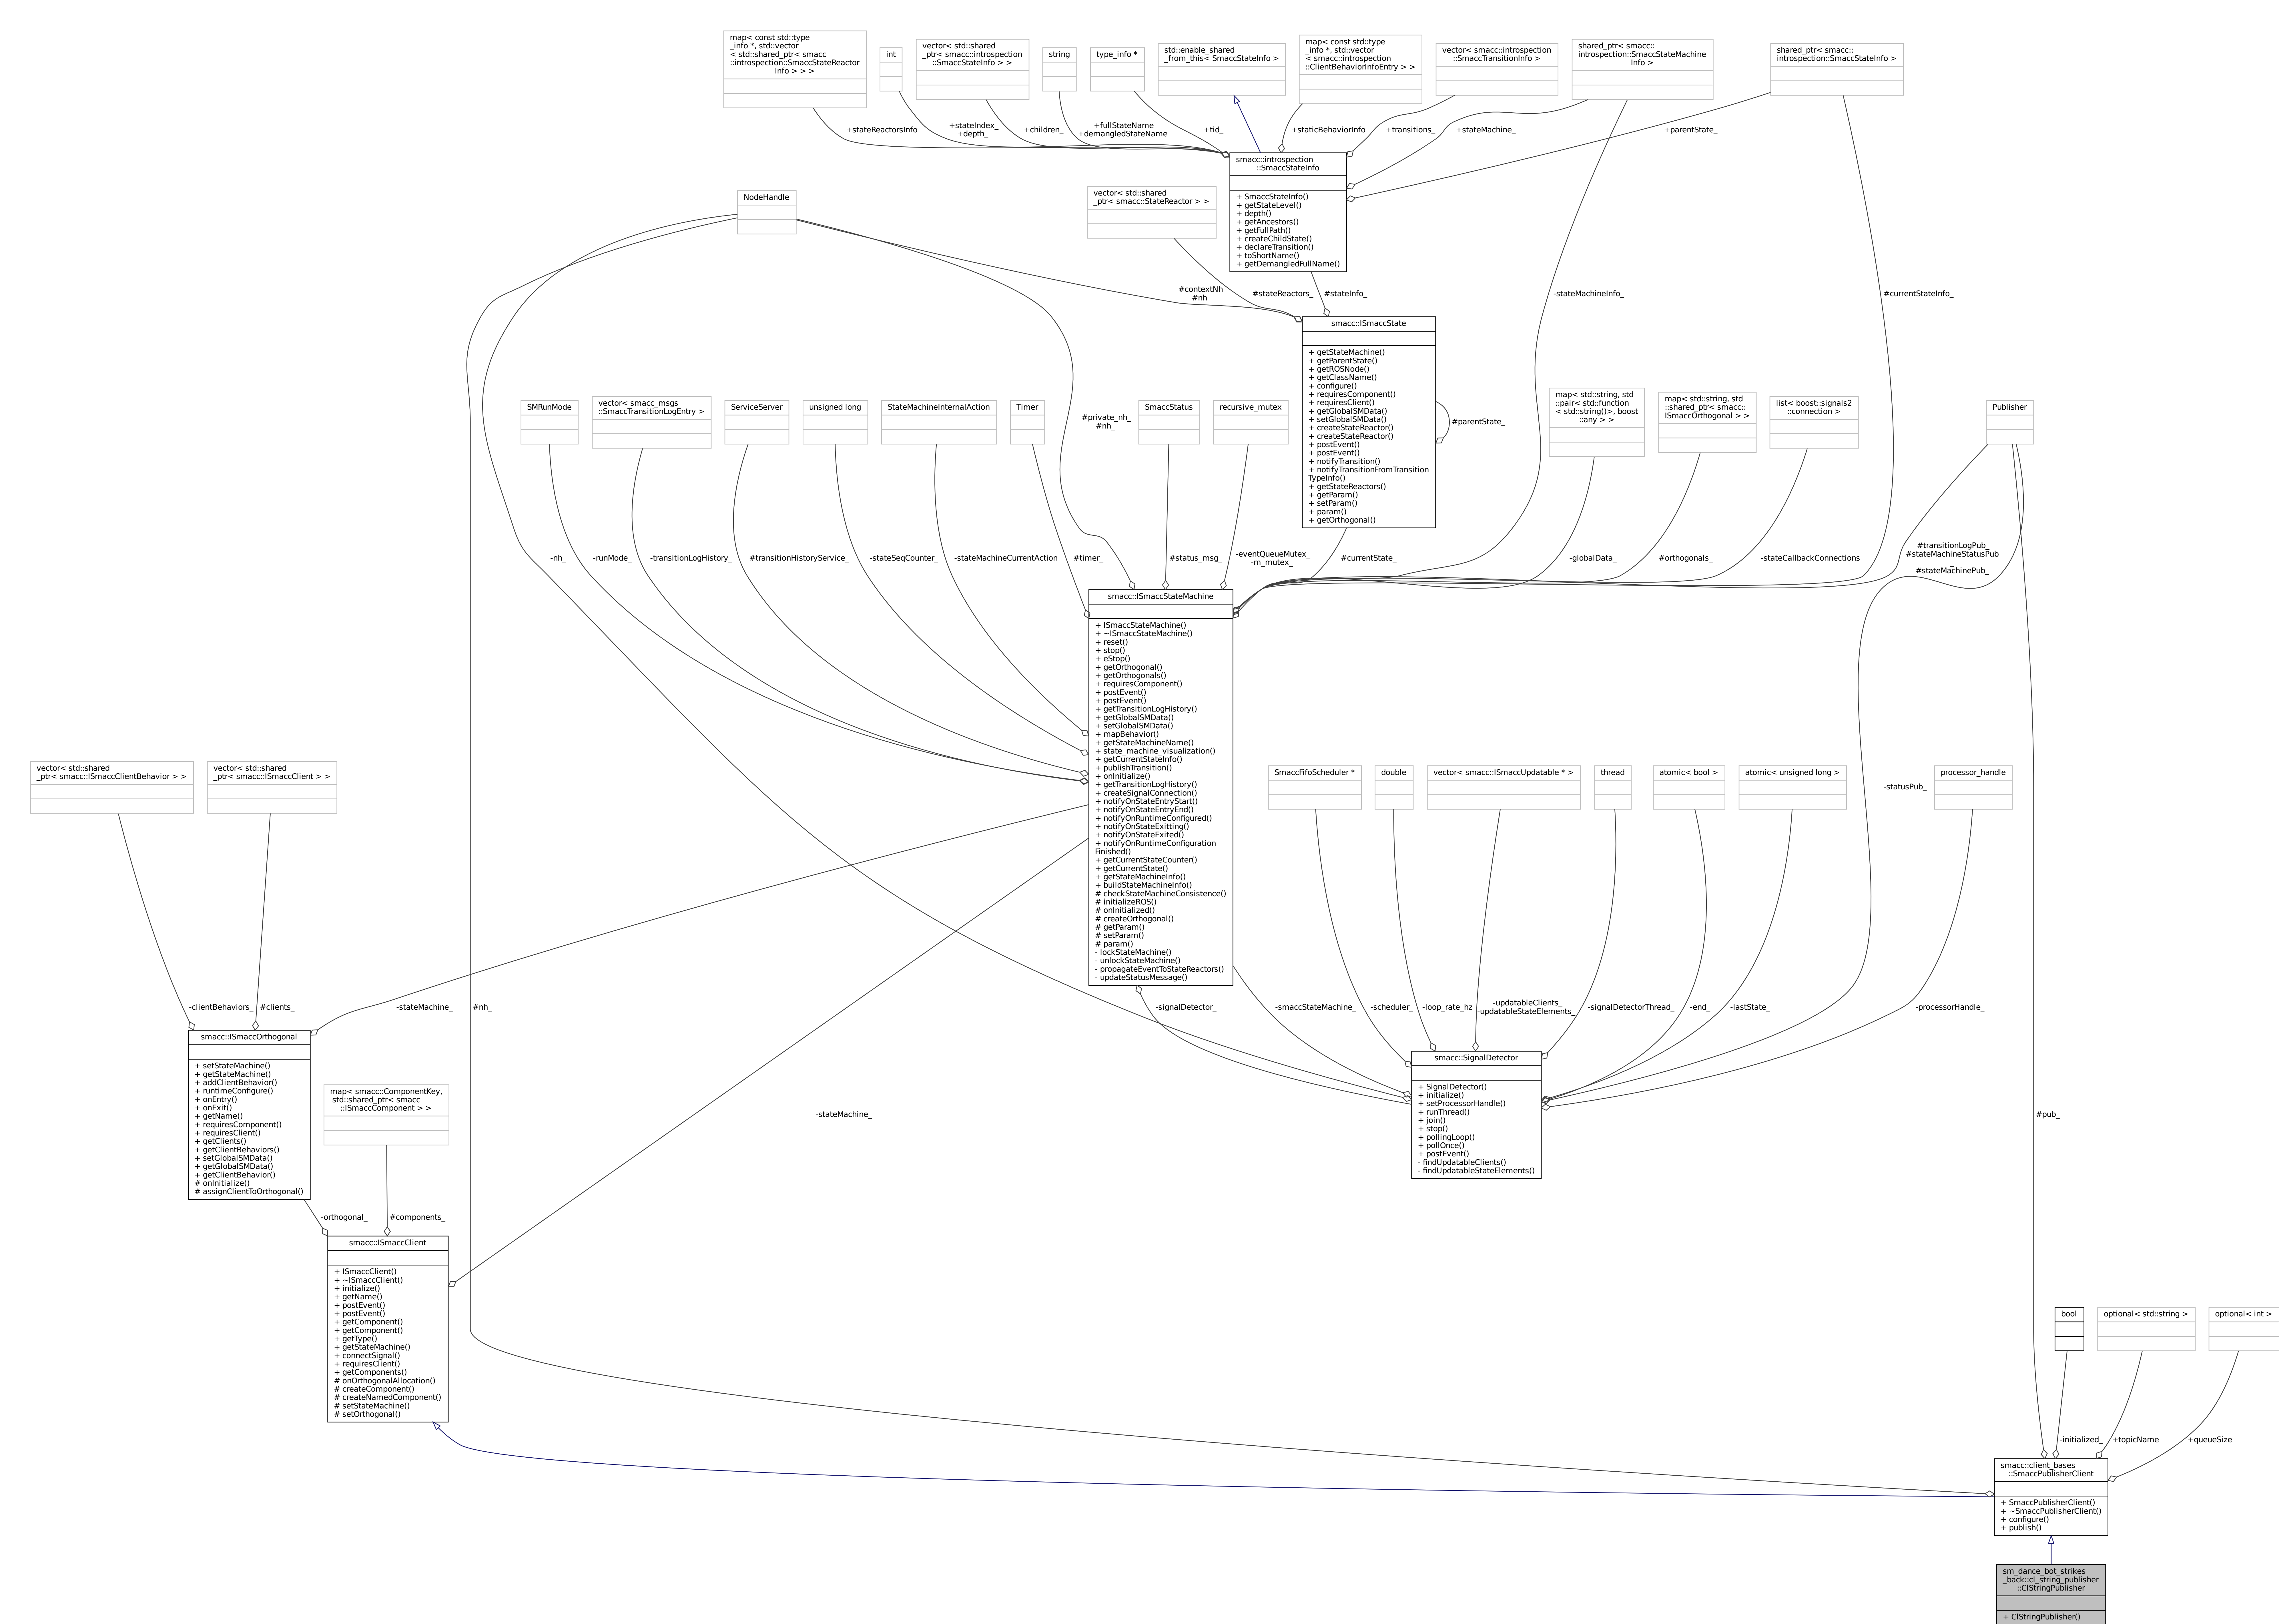 map< const std::type
_info *, std::vector
< std::shared_ptr< smacc
::introspection::SmaccStateReactor
Info > > >
int
vector< std::shared
_ptr< smacc::introspection
::SmaccStateInfo > >
string
type_info *
std::enable_shared
_from_this< SmaccStateInfo >
map< const std::type
_info *, std::vector
< smacc::introspection
::ClientBehaviorInfoEntry > >
vector< smacc::introspection
::SmaccTransitionInfo >
shared_ptr< smacc::
introspection::SmaccStateMachine
Info >
shared_ptr< smacc::
introspection::SmaccStateInfo >
+stateReactorsInfo
+stateIndex_
+depth_
+children_
+fullStateName
+demangledStateName
+tid_
+staticBehaviorInfo
+transitions_
+stateMachine_
+parentState_
smacc::introspection
::SmaccStateInfo
+ SmaccStateInfo()
+ getStateLevel()
+ depth()
+ getAncestors()
+ getFullPath()
+ createChildState()
+ declareTransition()
+ toShortName()
+ getDemangledFullName()
NodeHandle
vector< std::shared
_ptr< smacc::StateReactor > >
#contextNh
#nh
#stateReactors_
#stateInfo_
-stateMachineInfo_
#currentStateInfo_
smacc::ISmaccState
+ getStateMachine()
+ getParentState()
+ getROSNode()
+ getClassName()
+ configure()
+ requiresComponent()
+ requiresClient()
+ getGlobalSMData()
+ setGlobalSMData()
+ createStateReactor()
+ createStateReactor()
+ postEvent()
+ postEvent()
+ notifyTransition()
+ notifyTransitionFromTransition
TypeInfo()
+ getStateReactors()
+ getParam()
+ setParam()
+ param()
+ getOrthogonal()
#parentState_
SMRunMode
vector< smacc_msgs
::SmaccTransitionLogEntry >
ServiceServer
unsigned long
StateMachineInternalAction
Timer
#private_nh_
#nh_
SmaccStatus
recursive_mutex
map< std::string, std
::pair< std::function
< std::string()>, boost
::any > >
map< std::string, std
::shared_ptr< smacc::
ISmaccOrthogonal > >
list< boost::signals2
::connection >
Publisher
-nh_
-runMode_
-transitionLogHistory_
#transitionHistoryService_
-stateSeqCounter_
-stateMachineCurrentAction
#timer_
#status_msg_
-eventQueueMutex_
-m_mutex_
#currentState_
-globalData_
#orthogonals_
-stateCallbackConnections
#transitionLogPub_
#stateMachineStatusPub
_
#stateMachinePub_
smacc::ISmaccStateMachine
+ ISmaccStateMachine()
+ ~ISmaccStateMachine()
+ reset()
+ stop()
+ eStop()
+ getOrthogonal()
+ getOrthogonals()
+ requiresComponent()
+ postEvent()
+ postEvent()
+ getTransitionLogHistory()
+ getGlobalSMData()
+ setGlobalSMData()
+ mapBehavior()
+ getStateMachineName()
+ state_machine_visualization()
+ getCurrentStateInfo()
+ publishTransition()
+ onInitialize()
+ getTransitionLogHistory()
+ createSignalConnection()
+ notifyOnStateEntryStart()
+ notifyOnStateEntryEnd()
+ notifyOnRuntimeConfigured()
+ notifyOnStateExitting()
+ notifyOnStateExited()
+ notifyOnRuntimeConfiguration
Finished()
+ getCurrentStateCounter()
+ getCurrentState()
+ getStateMachineInfo()
+ buildStateMachineInfo()
# checkStateMachineConsistence()
# initializeROS()
# onInitialized()
# createOrthogonal()
# getParam()
# setParam()
# param()
- lockStateMachine()
- unlockStateMachine()
- propagateEventToStateReactors()
- updateStatusMessage()
vector< std::shared
_ptr< smacc::ISmaccClientBehavior > >
vector< std::shared
_ptr< smacc::ISmaccClient > >
SmaccFifoScheduler *
double
vector< smacc::ISmaccUpdatable * >
thread
atomic< bool >
atomic< unsigned long >
-statusPub_
processor_handle
-clientBehaviors_
#clients_
-stateMachine_
#nh_
-signalDetector_
-smaccStateMachine_
-scheduler_
-loop_rate_hz
-updatableClients_
-updatableStateElements_
-signalDetectorThread_
-end_
-lastState_
-processorHandle_
smacc::ISmaccOrthogonal
+ setStateMachine()
+ getStateMachine()
+ addClientBehavior()
+ runtimeConfigure()
+ onEntry()
+ onExit()
+ getName()
+ requiresComponent()
+ requiresClient()
+ getClients()
+ getClientBehaviors()
+ setGlobalSMData()
+ getGlobalSMData()
+ getClientBehavior()
# onInitialize()
# assignClientToOrthogonal()
map< smacc::ComponentKey,
std::shared_ptr< smacc
::ISmaccComponent > >
smacc::SignalDetector
+ SignalDetector()
+ initialize()
+ setProcessorHandle()
+ runThread()
+ join()
+ stop()
+ pollingLoop()
+ pollOnce()
+ postEvent()
- findUpdatableClients()
- findUpdatableStateElements()
-stateMachine_
#pub_
-orthogonal_
#components_
smacc::ISmaccClient
+ ISmaccClient()
+ ~ISmaccClient()
+ initialize()
+ getName()
+ postEvent()
+ postEvent()
+ getComponent()
+ getComponent()
+ getType()
+ getStateMachine()
+ connectSignal()
+ requiresClient()
+ getComponents()
# onOrthogonalAllocation()
# createComponent()
# createNamedComponent()
# setStateMachine()
# setOrthogonal()
bool
optional< std::string >
optional< int >
-initialized_
+topicName
+queueSize
smacc::client_bases
::SmaccPublisherClient
+ SmaccPublisherClient()
+ ~SmaccPublisherClient()
+ configure()
+ publish()
sm_dance_bot_strikes
_back::cl_string_publisher
::ClStringPublisher
+ ClStringPublisher()